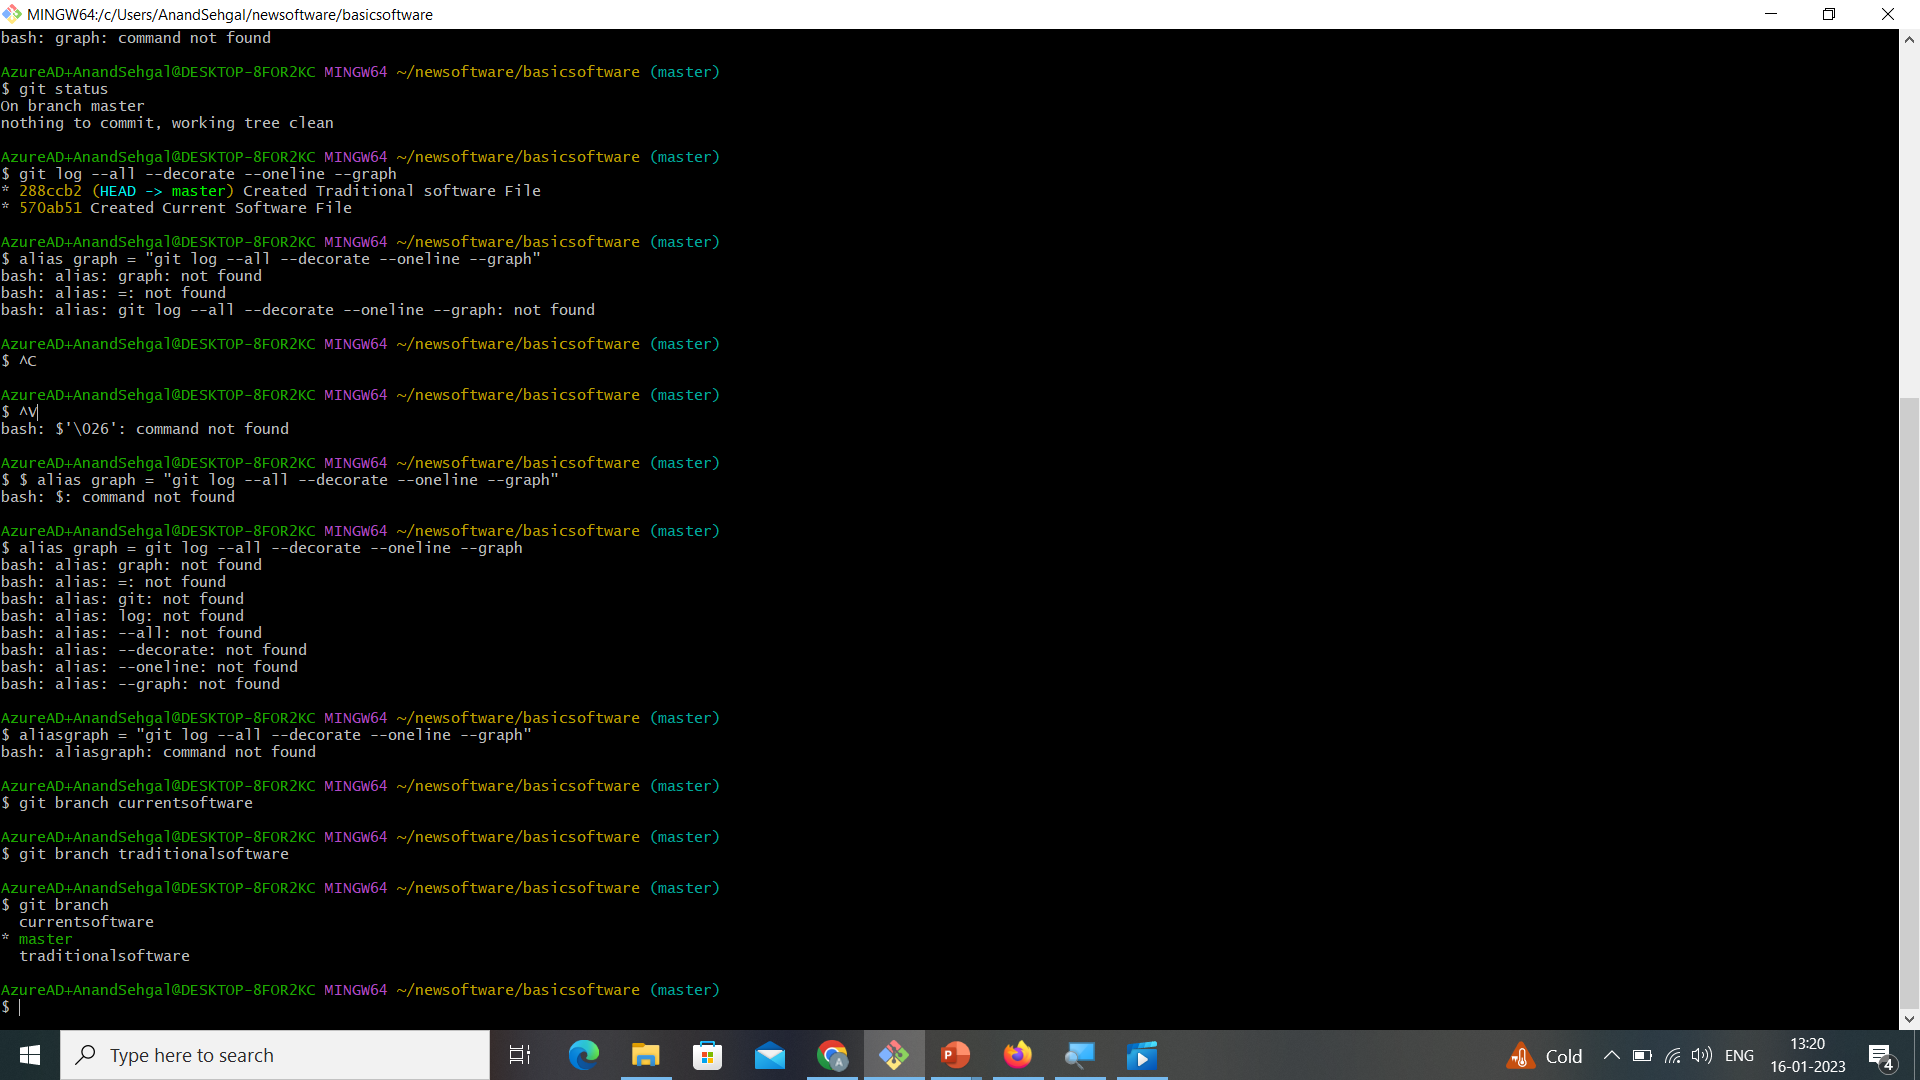 MINGW64:/c/Users/AnandSehgal/newsoftware/basicsoftware
bash: graph: command not found
AzureAD+AnandSehgal@DESKTOP-8FOR2KC MINGW64 ~/newsoftware/basicsoftware (master)
$ git status
On branch master
nothing to commit, working tree clean
AzureAD+AnandSehgal@DESKTOP-8FOR2KC MINGW64 ~/newsoftware/basicsoftware (master)
$ git log --all --decorate --oneline --graph
* 288ccb2 (HEAD -> master) Created Traditional software File
* 570ab51 Created Current Software File
AzureAD+AnandSehgal@DESKTOP-8FOR2KC MINGW64 ~/newsoftware/basicsoftware (master)
$ alias graph = "git log --all --decorate --oneline --graph"
bash: alias: graph: not found
bash: alias: =: not found
bash: alias: git log --all --decorate --oneline --graph: not found
AzureAD+AnandSehgal@DESKTOP-8FOR2KC MINGW64 ~/newsoftware/basicsoftware (master)
$ ^C
AzureAD+AnandSehgal@DESKTOP-8FOR2KC MINGW64 ~/newsoftware/basicsoftware (master)
$ ^V
bash: $'\026': command not found
AzureAD+AnandSehgal@DESKTOP-8FOR2KC MINGW64 ~/newsoftware/basicsoftware (master)
$ $ alias graph = "git log --all --decorate --oneline --graph"
bash: $: command not found
AzureAD+AnandSehgal@DESKTOP-8FOR2KC MINGW64 ~/newsoftware/basicsoftware (master)
$ alias graph = git log --all --decorate --oneline --graph
bash: alias: graph: not found
bash: alias: =: not found
bash: alias: git: not found
bash: alias: log: not found
bash: alias: --all: not found
bash: alias: --decorate: not found
bash: alias: --oneline: not found
bash: alias: --graph: not found
AzureAD+AnandSehgal@DESKTOP-8FOR2KC MINGW64 ~/newsoftware/basicsoftware (master)
$ aliasgraph = "git log --all --decorate --oneline --graph"
bash: aliasgraph: command not found
AzureAD+AnandSehgal@DESKTOP-8FOR2KC MINGW64 ~/newsoftware/basicsoftware (master)
$ git branch currentsoftware
AzureAD+AnandSehgal@DESKTOP-8FOR2KC MINGW64 ~/newsoftware/basicsoftware (master)
$ git branch traditionalsoftware
AzureAD+AnandSehgal@DESKTOP-8FOR2KC MINGW64 ~/newsoftware/basicsoftware (master)
$ git branch
currentsoftware
* master
traditionalsoftware
AzureAD+AnandSehgal@DESKTOP-8FOR2KC MINGW64 ~/newsoftware/basicsoftware (master)
$
Type here to search
A
P
Cold
ENG
13:20
16-01-2023
4